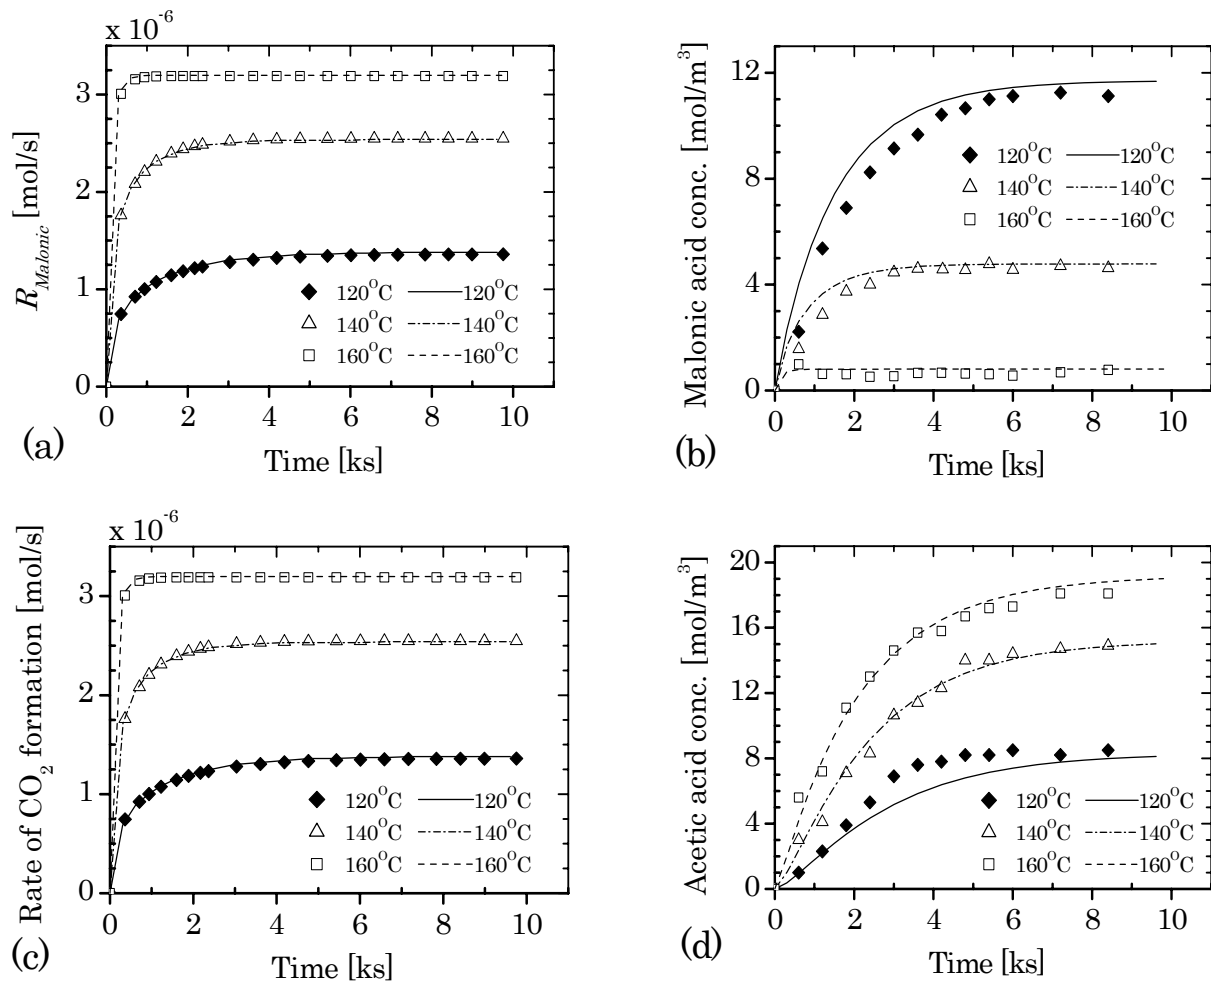 x 10⁻⁶
R_Malonic [mol/s]
3
2
1
0
120°C 120°C
140°C 140°C
160°C 160°C
0 2 4 6 8 10
Time [ks]
(a)
Malonic acid conc. [mol/m³]
12
8
4
0
120°C 120°C
140°C 140°C
160°C 160°C
0 2 4 6 8 10
Time [ks]
(b)
x 10⁻⁶
Rate of CO₂ formation [mol/s]
3
2
1
0
120°C 120°C
140°C 140°C
160°C 160°C
0 2 4 6 8 10
Time [ks]
(c)
Acetic acid conc. [mol/m³]
20
16
12
8
4
0
120°C 120°C
140°C 140°C
160°C 160°C
0 2 4 6 8 10
Time [ks]
(d)